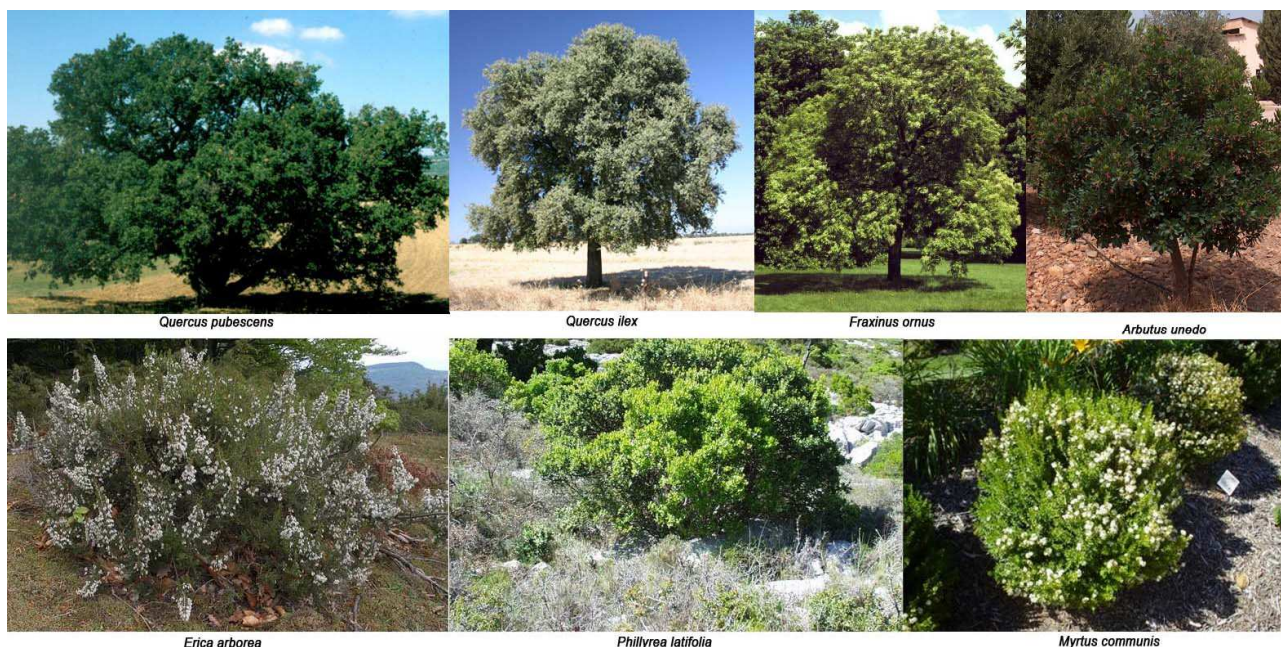 Quercus pubescens
Quercus ilex
Fraxinus ornus
Arbutus unedo
Erica arborea
Phillyrea latifolia
Myrtus communis